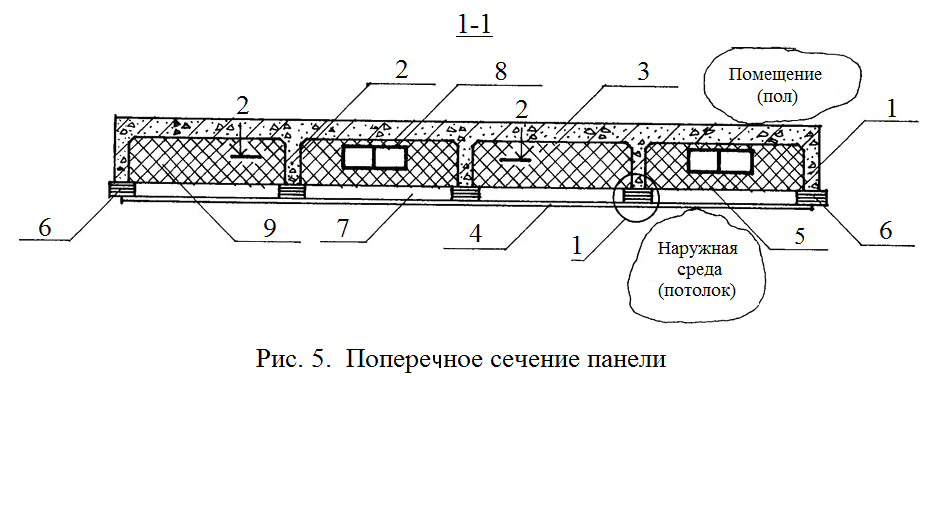 1-1
2 8 3 Помещение
(пол)
2 2 1
6 9 7 4 1 Наружная
среда
(потолок) 5 6
Рис. 5. Поперечное сечение панели